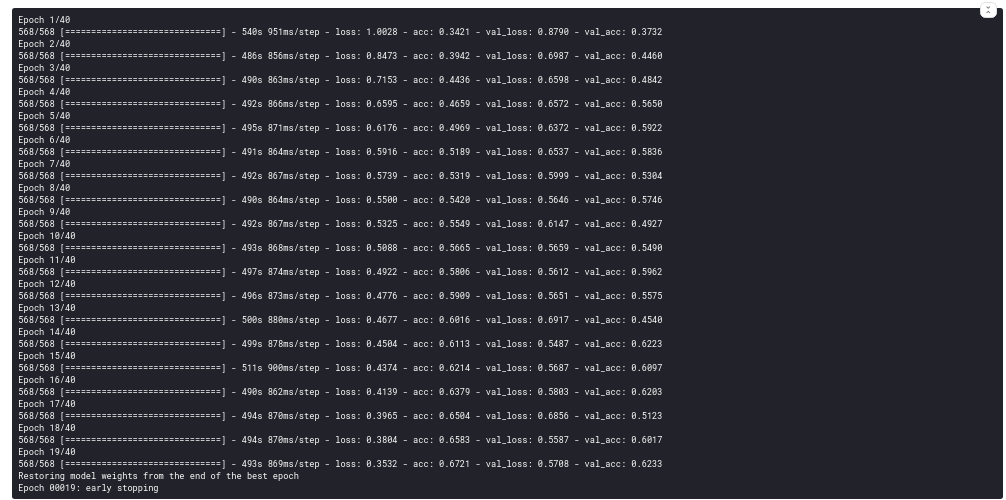 Epoch 1/40
568/568 [==============================] - 540s 951ms/step - loss: 1.0028 - acc: 0.3421 - val_loss: 0.8790 - val_acc: 0.3732
Epoch 2/40
568/568 [==============================] - 486s 856ms/step - loss: 0.8473 - acc: 0.3942 - val_loss: 0.6987 - val_acc: 0.4460
Epoch 3/40
568/568 [==============================] - 490s 863ms/step - loss: 0.7153 - acc: 0.4436 - val_loss: 0.6598 - val_acc: 0.4842
Epoch 4/40
568/568 [==============================] - 492s 866ms/step - loss: 0.6595 - acc: 0.4659 - val_loss: 0.6572 - val_acc: 0.5650
Epoch 5/40
568/568 [==============================] - 495s 871ms/step - loss: 0.6176 - acc: 0.4969 - val_loss: 0.6372 - val_acc: 0.5922
Epoch 6/40
568/568 [==============================] - 491s 864ms/step - loss: 0.5916 - acc: 0.5189 - val_loss: 0.6537 - val_acc: 0.5836
Epoch 7/40
568/568 [==============================] - 492s 867ms/step - loss: 0.5739 - acc: 0.5319 - val_loss: 0.5999 - val_acc: 0.5304
Epoch 8/40
568/568 [==============================] - 490s 864ms/step - loss: 0.5500 - acc: 0.5420 - val_loss: 0.5646 - val_acc: 0.5746
Epoch 9/40
568/568 [==============================] - 492s 867ms/step - loss: 0.5325 - acc: 0.5549 - val_loss: 0.6147 - val_acc: 0.4927
Epoch 10/40
568/568 [==============================] - 493s 868ms/step - loss: 0.5088 - acc: 0.5665 - val_loss: 0.5659 - val_acc: 0.5490
Epoch 11/40
568/568 [==============================] - 497s 874ms/step - loss: 0.4922 - acc: 0.5806 - val_loss: 0.5612 - val_acc: 0.5962
Epoch 12/40
568/568 [==============================] - 496s 873ms/step - loss: 0.4776 - acc: 0.5909 - val_loss: 0.5651 - val_acc: 0.5575
Epoch 13/40
568/568 [==============================] - 500s 880ms/step - loss: 0.4677 - acc: 0.6016 - val_loss: 0.6917 - val_acc: 0.4540
Epoch 14/40
568/568 [==============================] - 499s 878ms/step - loss: 0.4504 - acc: 0.6113 - val_loss: 0.5487 - val_acc: 0.6223
Epoch 15/40
568/568 [==============================] - 511s 900ms/step - loss: 0.4374 - acc: 0.6214 - val_loss: 0.5687 - val_acc: 0.6097
Epoch 16/40
568/568 [==============================] - 490s 862ms/step - loss: 0.4139 - acc: 0.6379 - val_loss: 0.5803 - val_acc: 0.6203
Epoch 17/40
568/568 [==============================] - 494s 870ms/step - loss: 0.3965 - acc: 0.6504 - val_loss: 0.6856 - val_acc: 0.5123
Epoch 18/40
568/568 [==============================] - 494s 870ms/step - loss: 0.3804 - acc: 0.6583 - val_loss: 0.5587 - val_acc: 0.6017
Epoch 19/40
568/568 [==============================] - 493s 869ms/step - loss: 0.3532 - acc: 0.6721 - val_loss: 0.5708 - val_acc: 0.6233
Restoring model weights from the end of the best epoch
Epoch 00019: early stopping